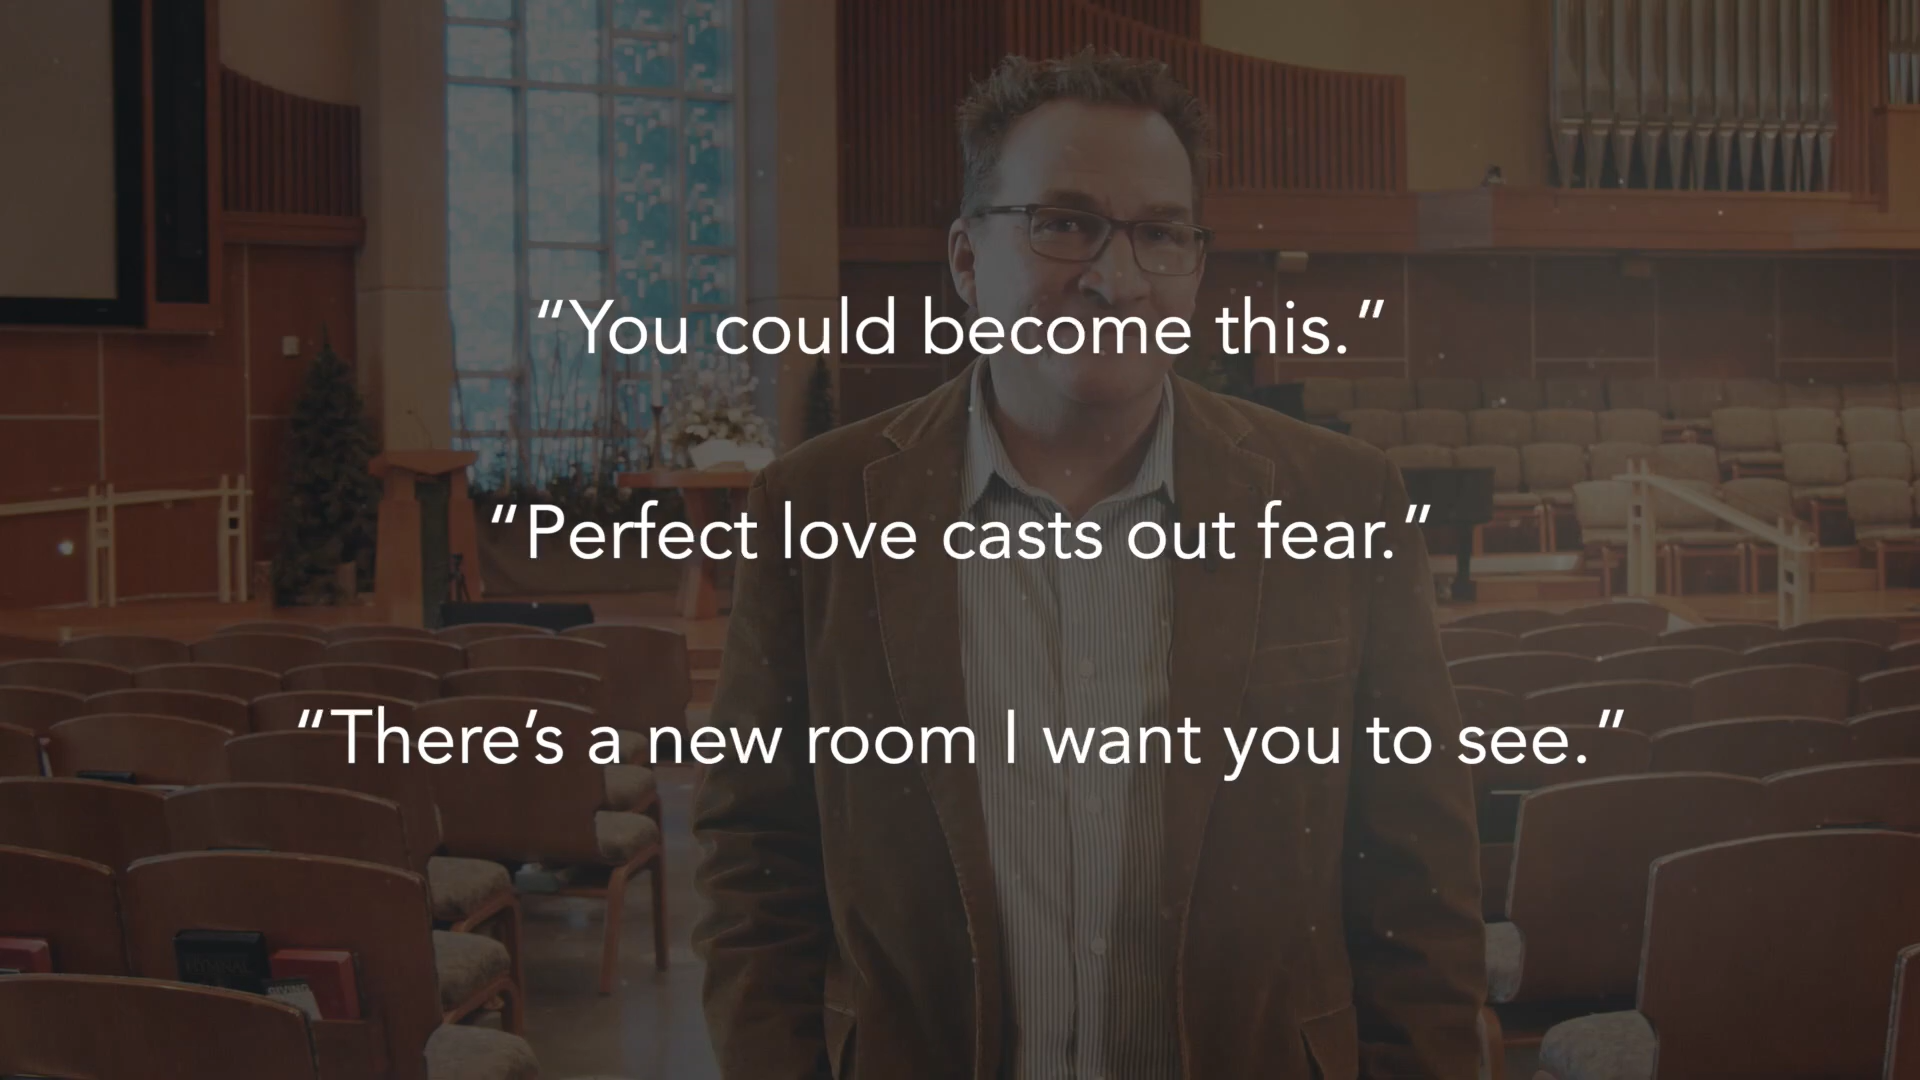 “You could become this.”
“Perfect love casts out fear.”
“There’s a new room I want you to see.”